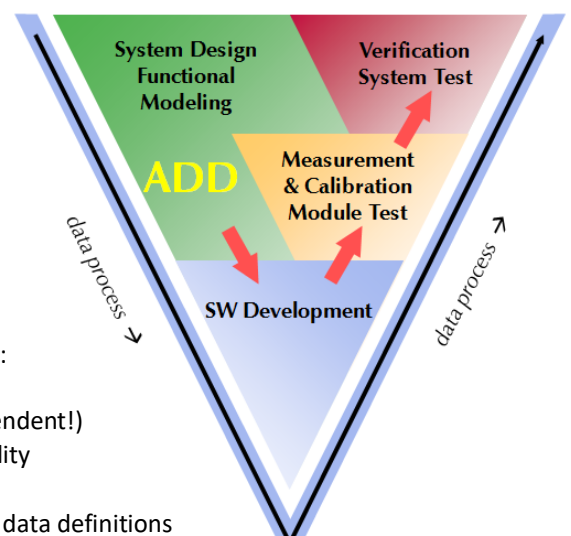 System Design
Functional
Modeling
Verification
System Test
ADD
Measurement
& Calibration
Module Test
data process ↘
SW Development
data process ↗
:
endent!)
lity
data definitions